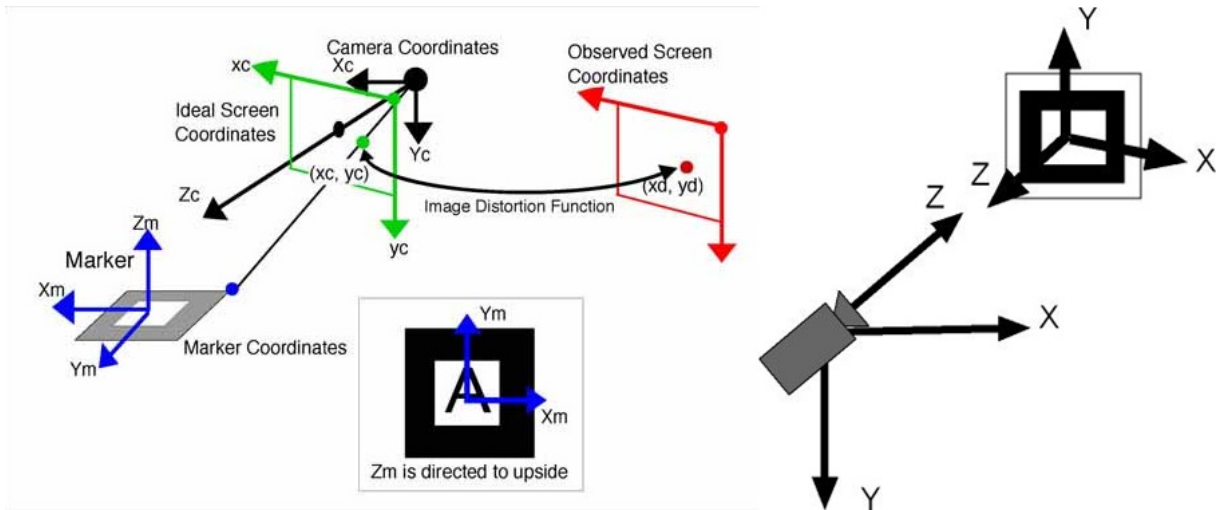 Camera Coordinates
Xc
xc
Observed Screen
Coordinates
Ideal Screen
Coordinates
Yc
(xc, yc)
(xd, yd)
Zc
Image Distortion Function
Zm
yc
Marker
Xm
Marker Coordinates
Ym
Ym
A
Xm
Zm is directed to upside
Y
X
Z
Z
X
Y